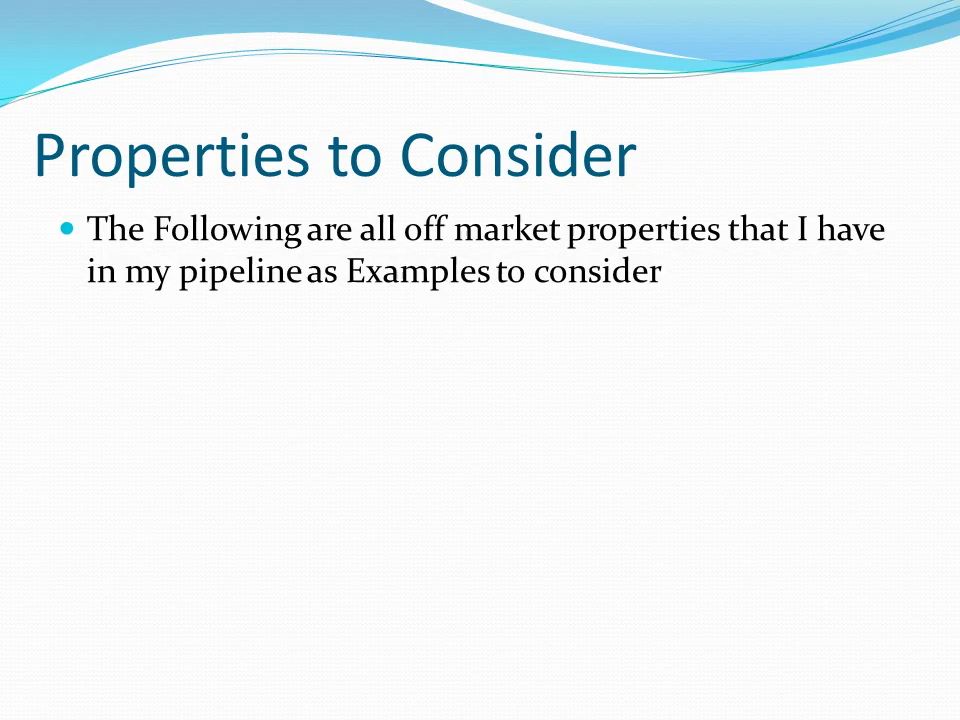 Properties to Consider
The Following are all off market properties that I have
in my pipeline as Examples to consider